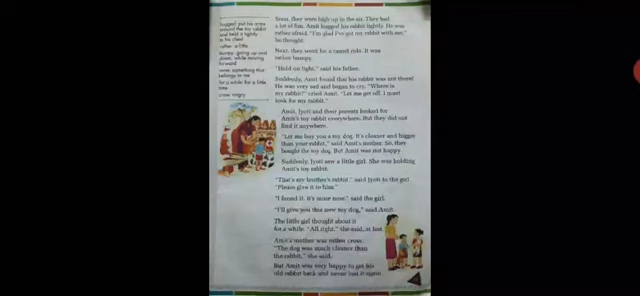 hugged put his arms
around the toy rabbit
and held it tightly
to his chest
rather a little
bumpy going up and
down, while moving
forward
mine something that
belongs to me
for a while for a little
time
cross angry
Soon, they were high up in the air. They had
a lot of fun. Amit hugged his rabbit tightly. He was
rather afraid. "I'm glad I've got my rabbit with me,"
he thought.
Next, they went for a camel ride. It was
rather bumpy.
"Hold on tight," said his father.
Suddenly, Amit found that his rabbit was not there!
He was very sad and began to cry. "Where is
my rabbit?" cried Amit. "Let me get off. I must
look for my rabbit."
Amit, Jyoti and their parents looked for
Amit's toy rabbit everywhere. But they did not
find it anywhere.
"Let me buy you a toy dog. It's cleaner and bigger
than your rabbit," said Amit's mother. So, they
bought the toy dog. But Amit was not happy.
Suddenly, Jyoti saw a little girl. She was holding
Amit's toy rabbit.
"That's my brother's rabbit," said Jyoti to the girl.
"Please give it to him."
"I found it. It's mine now," said the girl.
"I'll give you this new toy dog," said Amit.
The little girl thought about it
for a while. "All right," she said, at last.
Amit's mother was rather cross.
"The dog was much cleaner than
the rabbit," she said.
But Amit was very happy to get his
old rabbit back and never lost it again.